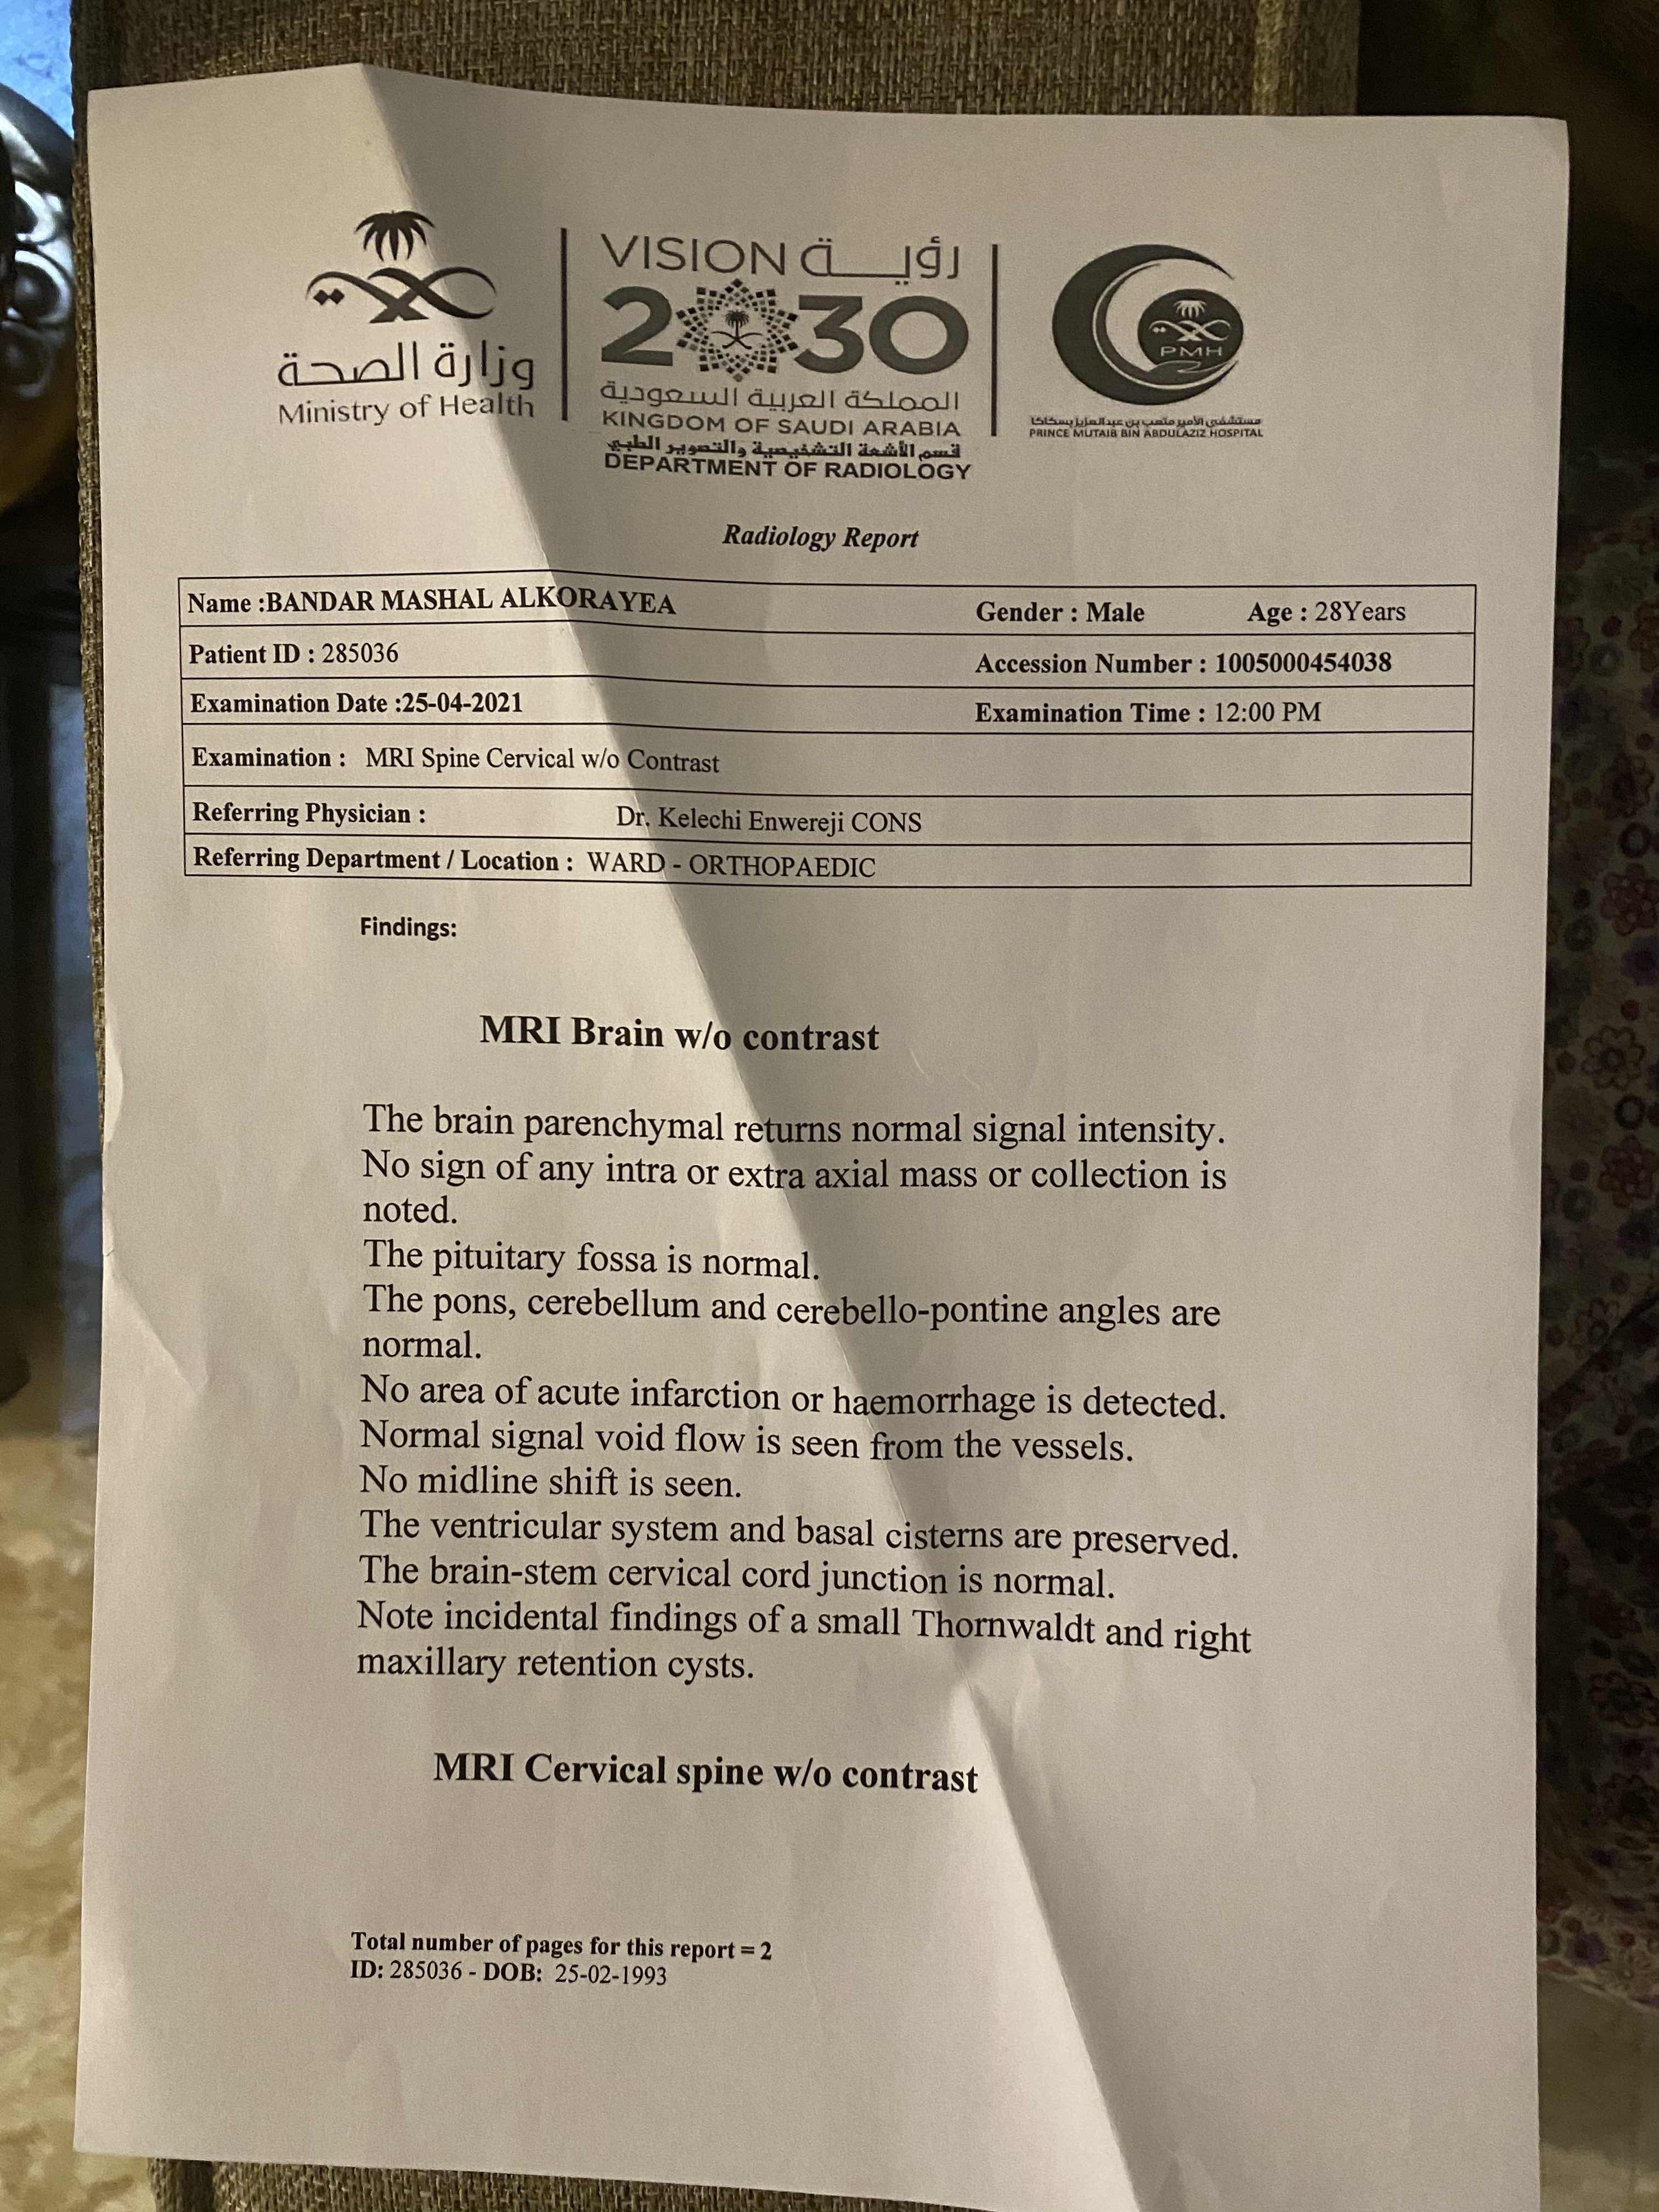 وزارة الصحة
Ministry of Health
VISION رؤيــــة
2030
المملكة العربية السعودية
KINGDOM OF SAUDI ARABIA
قسم الأشعة التشخيصية والتصوير الطبي
DEPARTMENT OF RADIOLOGY
PMH
مستشفى الأمير متعب بن عبدالعزيز بسكاكا
PRINCE MUTAIB BIN ABDULAZIZ HOSPITAL
Radiology Report
Name :BANDAR MASHAL ALKORAYEA Gender : Male Age : 28Years
Patient ID : 285036 Accession Number : 1005000454038
Examination Date :25-04-2021 Examination Time : 12:00 PM
Examination : MRI Spine Cervical w/o Contrast
Referring Physician : Dr. Kelechi Enwereji CONS
Referring Department / Location : WARD - ORTHOPAEDIC
Findings:
MRI Brain w/o contrast
The brain parenchymal returns normal signal intensity.
No sign of any intra or extra axial mass or collection is
noted.
The pituitary fossa is normal.
The pons, cerebellum and cerebello-pontine angles are
normal.
No area of acute infarction or haemorrhage is detected.
Normal signal void flow is seen from the vessels.
No midline shift is seen.
The ventricular system and basal cisterns are preserved.
The brain-stem cervical cord junction is normal.
Note incidental findings of a small Thornwaldt and right
maxillary retention cysts.
MRI Cervical spine w/o contrast
Total number of pages for this report = 2
ID: 285036 - DOB: 25-02-1993